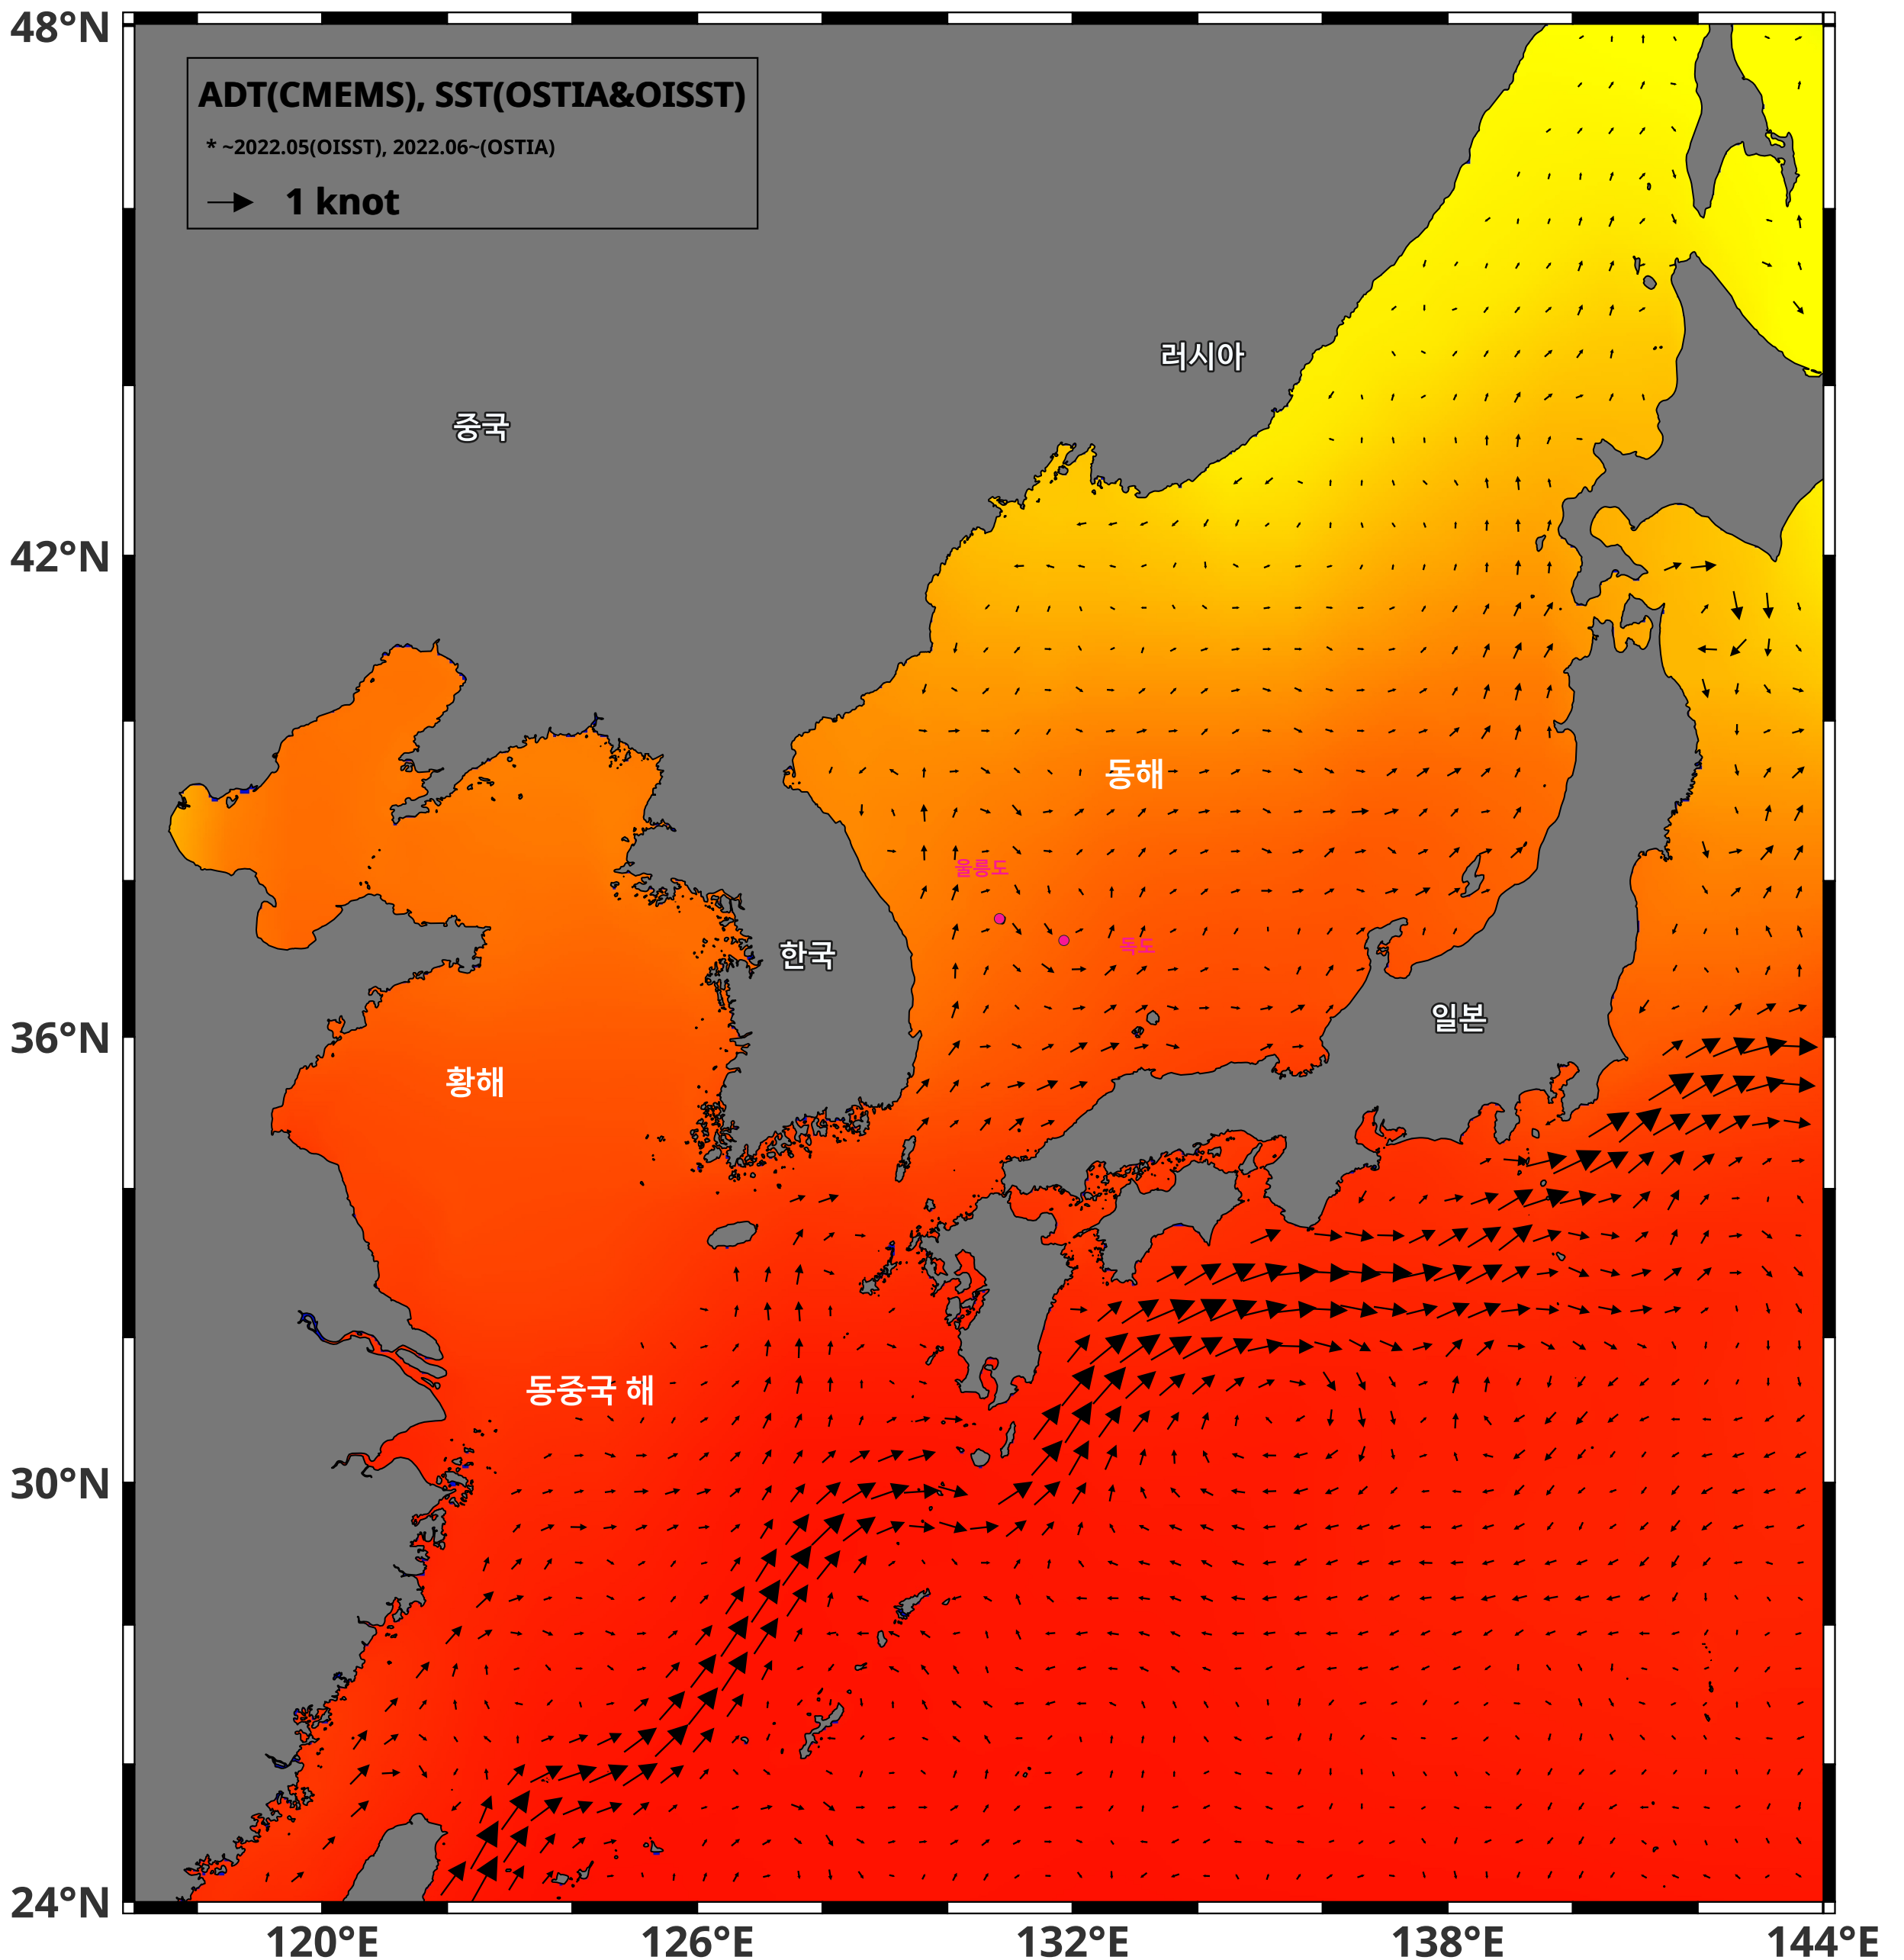 48°N
ADT(CMEMS), SST(OSTIA&OISST)
* ~2022.05(OISST), 2022.06~(OSTIA)
1 knot
러시아
중국
42°N
동해
울릉도
독도
한국
일본
36°N
황해
동중국 해
30°N
24°N
120°E 126°E 132°E 138°E 144°E